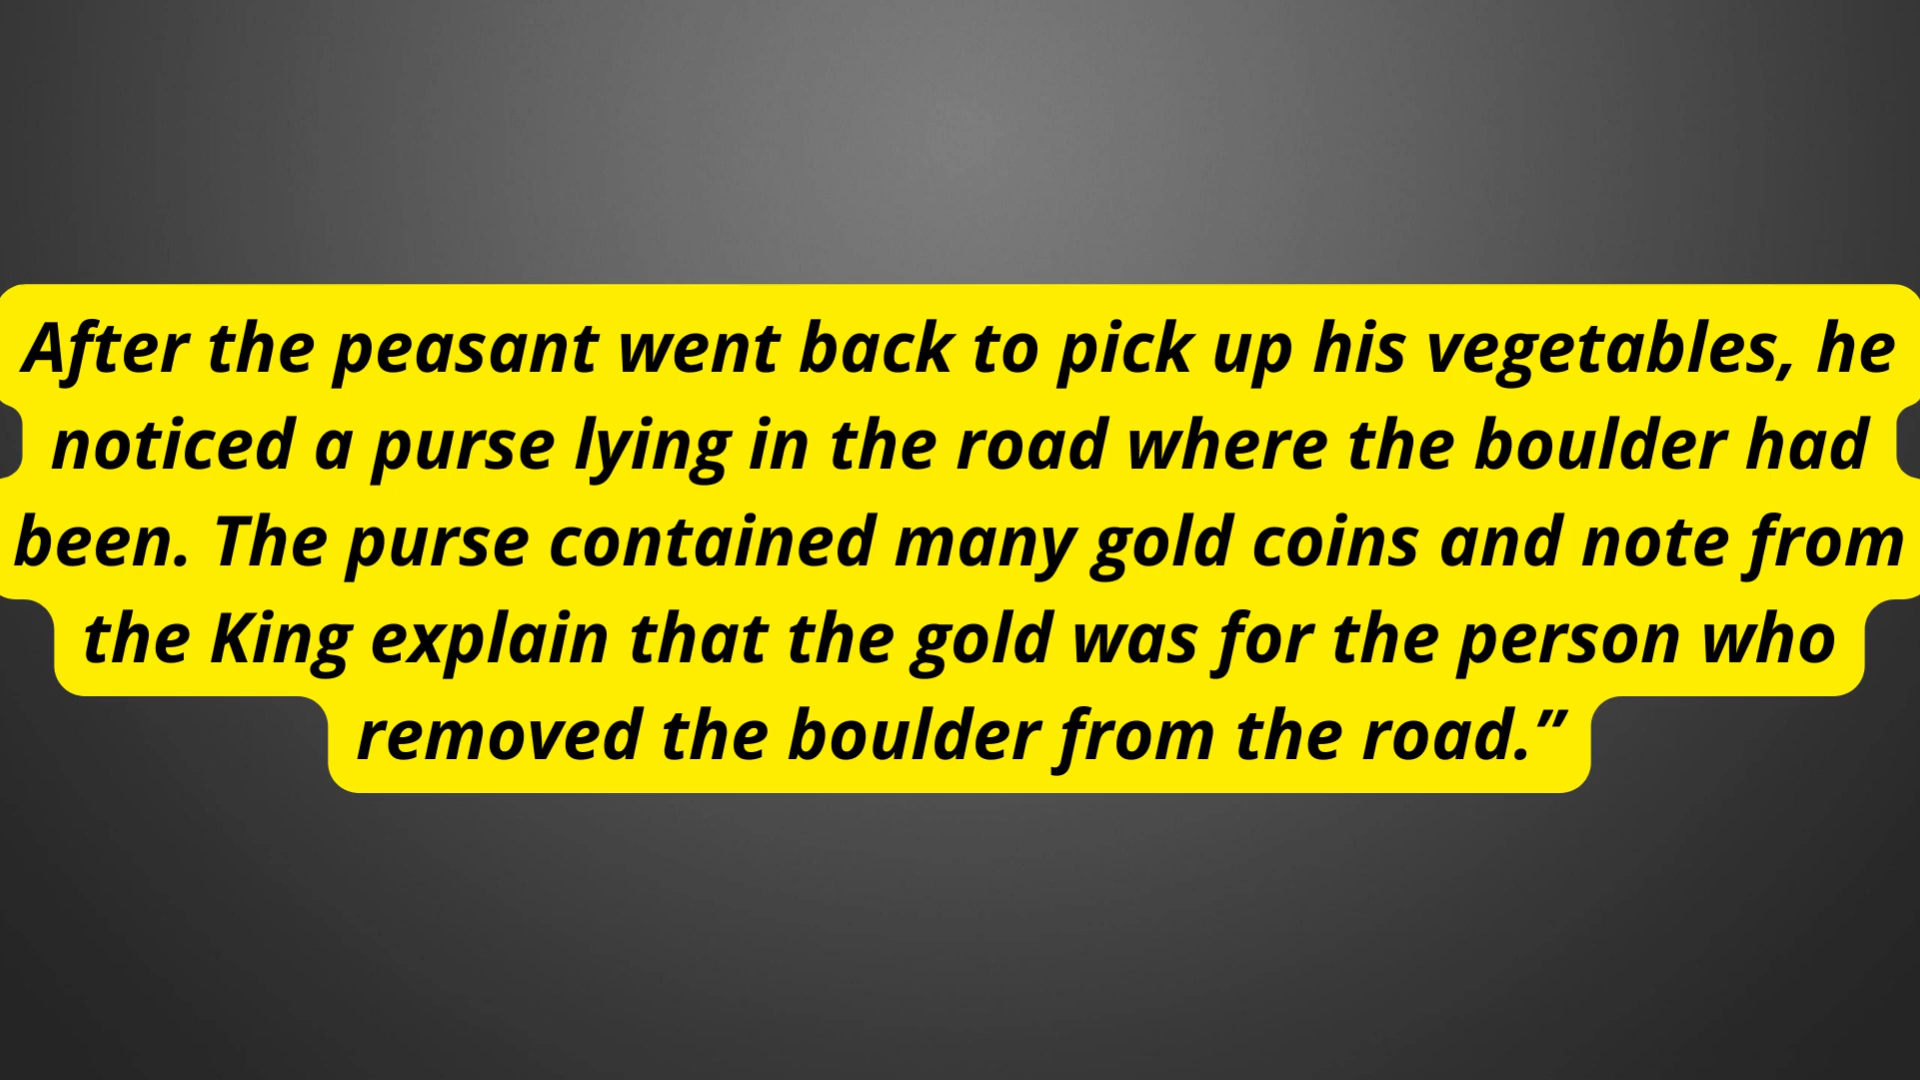 After the peasant went back to pick up his vegetables, he
noticed a purse lying in the road where the boulder had
been. The purse contained many gold coins and note from
the King explain that the gold was for the person who
removed the boulder from the road.”